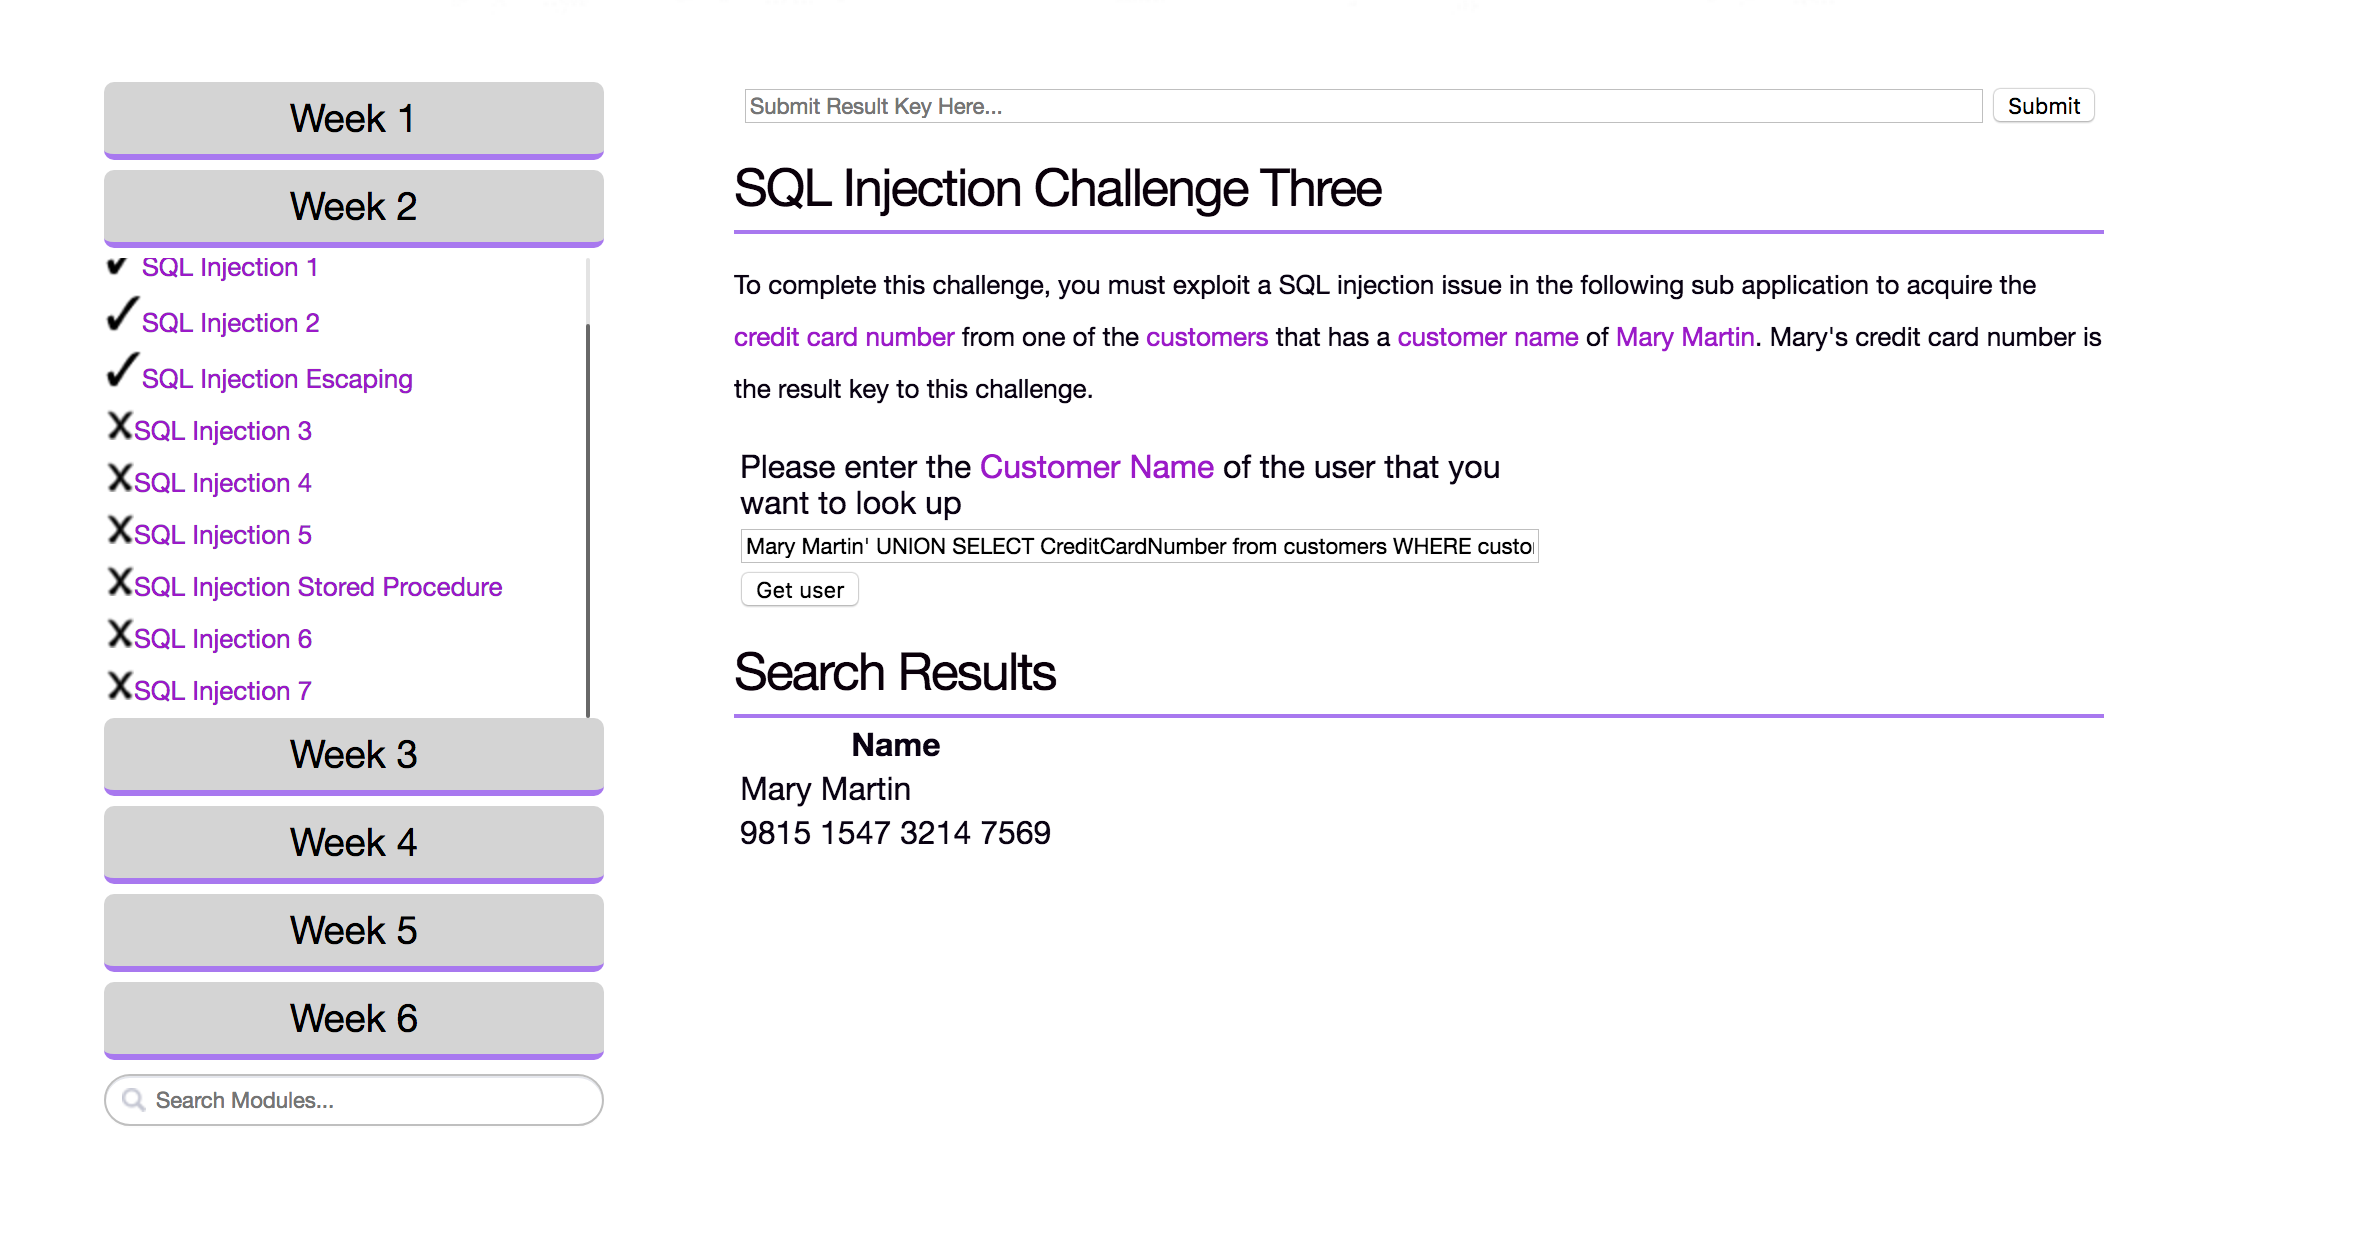 Week 1
Week 2
SQL Injection 1
SQL Injection 2
SQL Injection Escaping
SQL Injection 3
SQL Injection 4
SQL Injection 5
SQL Injection Stored Procedure
SQL Injection 6
SQL Injection 7
Week 3
Week 4
Week 5
Week 6
Search Modules...
Submit Result Key Here...
Submit
SQL Injection Challenge Three
To complete this challenge, you must exploit a SQL injection issue in the following sub application to acquire the
credit card number from one of the customers that has a customer name of Mary Martin. Mary's credit card number is
the result key to this challenge.
Please enter the Customer Name of the user that you
want to look up
Mary Martin' UNION SELECT CreditCardNumber from customers WHERE custo
Get user
Search Results
Name
Mary Martin
9815 1547 3214 7569